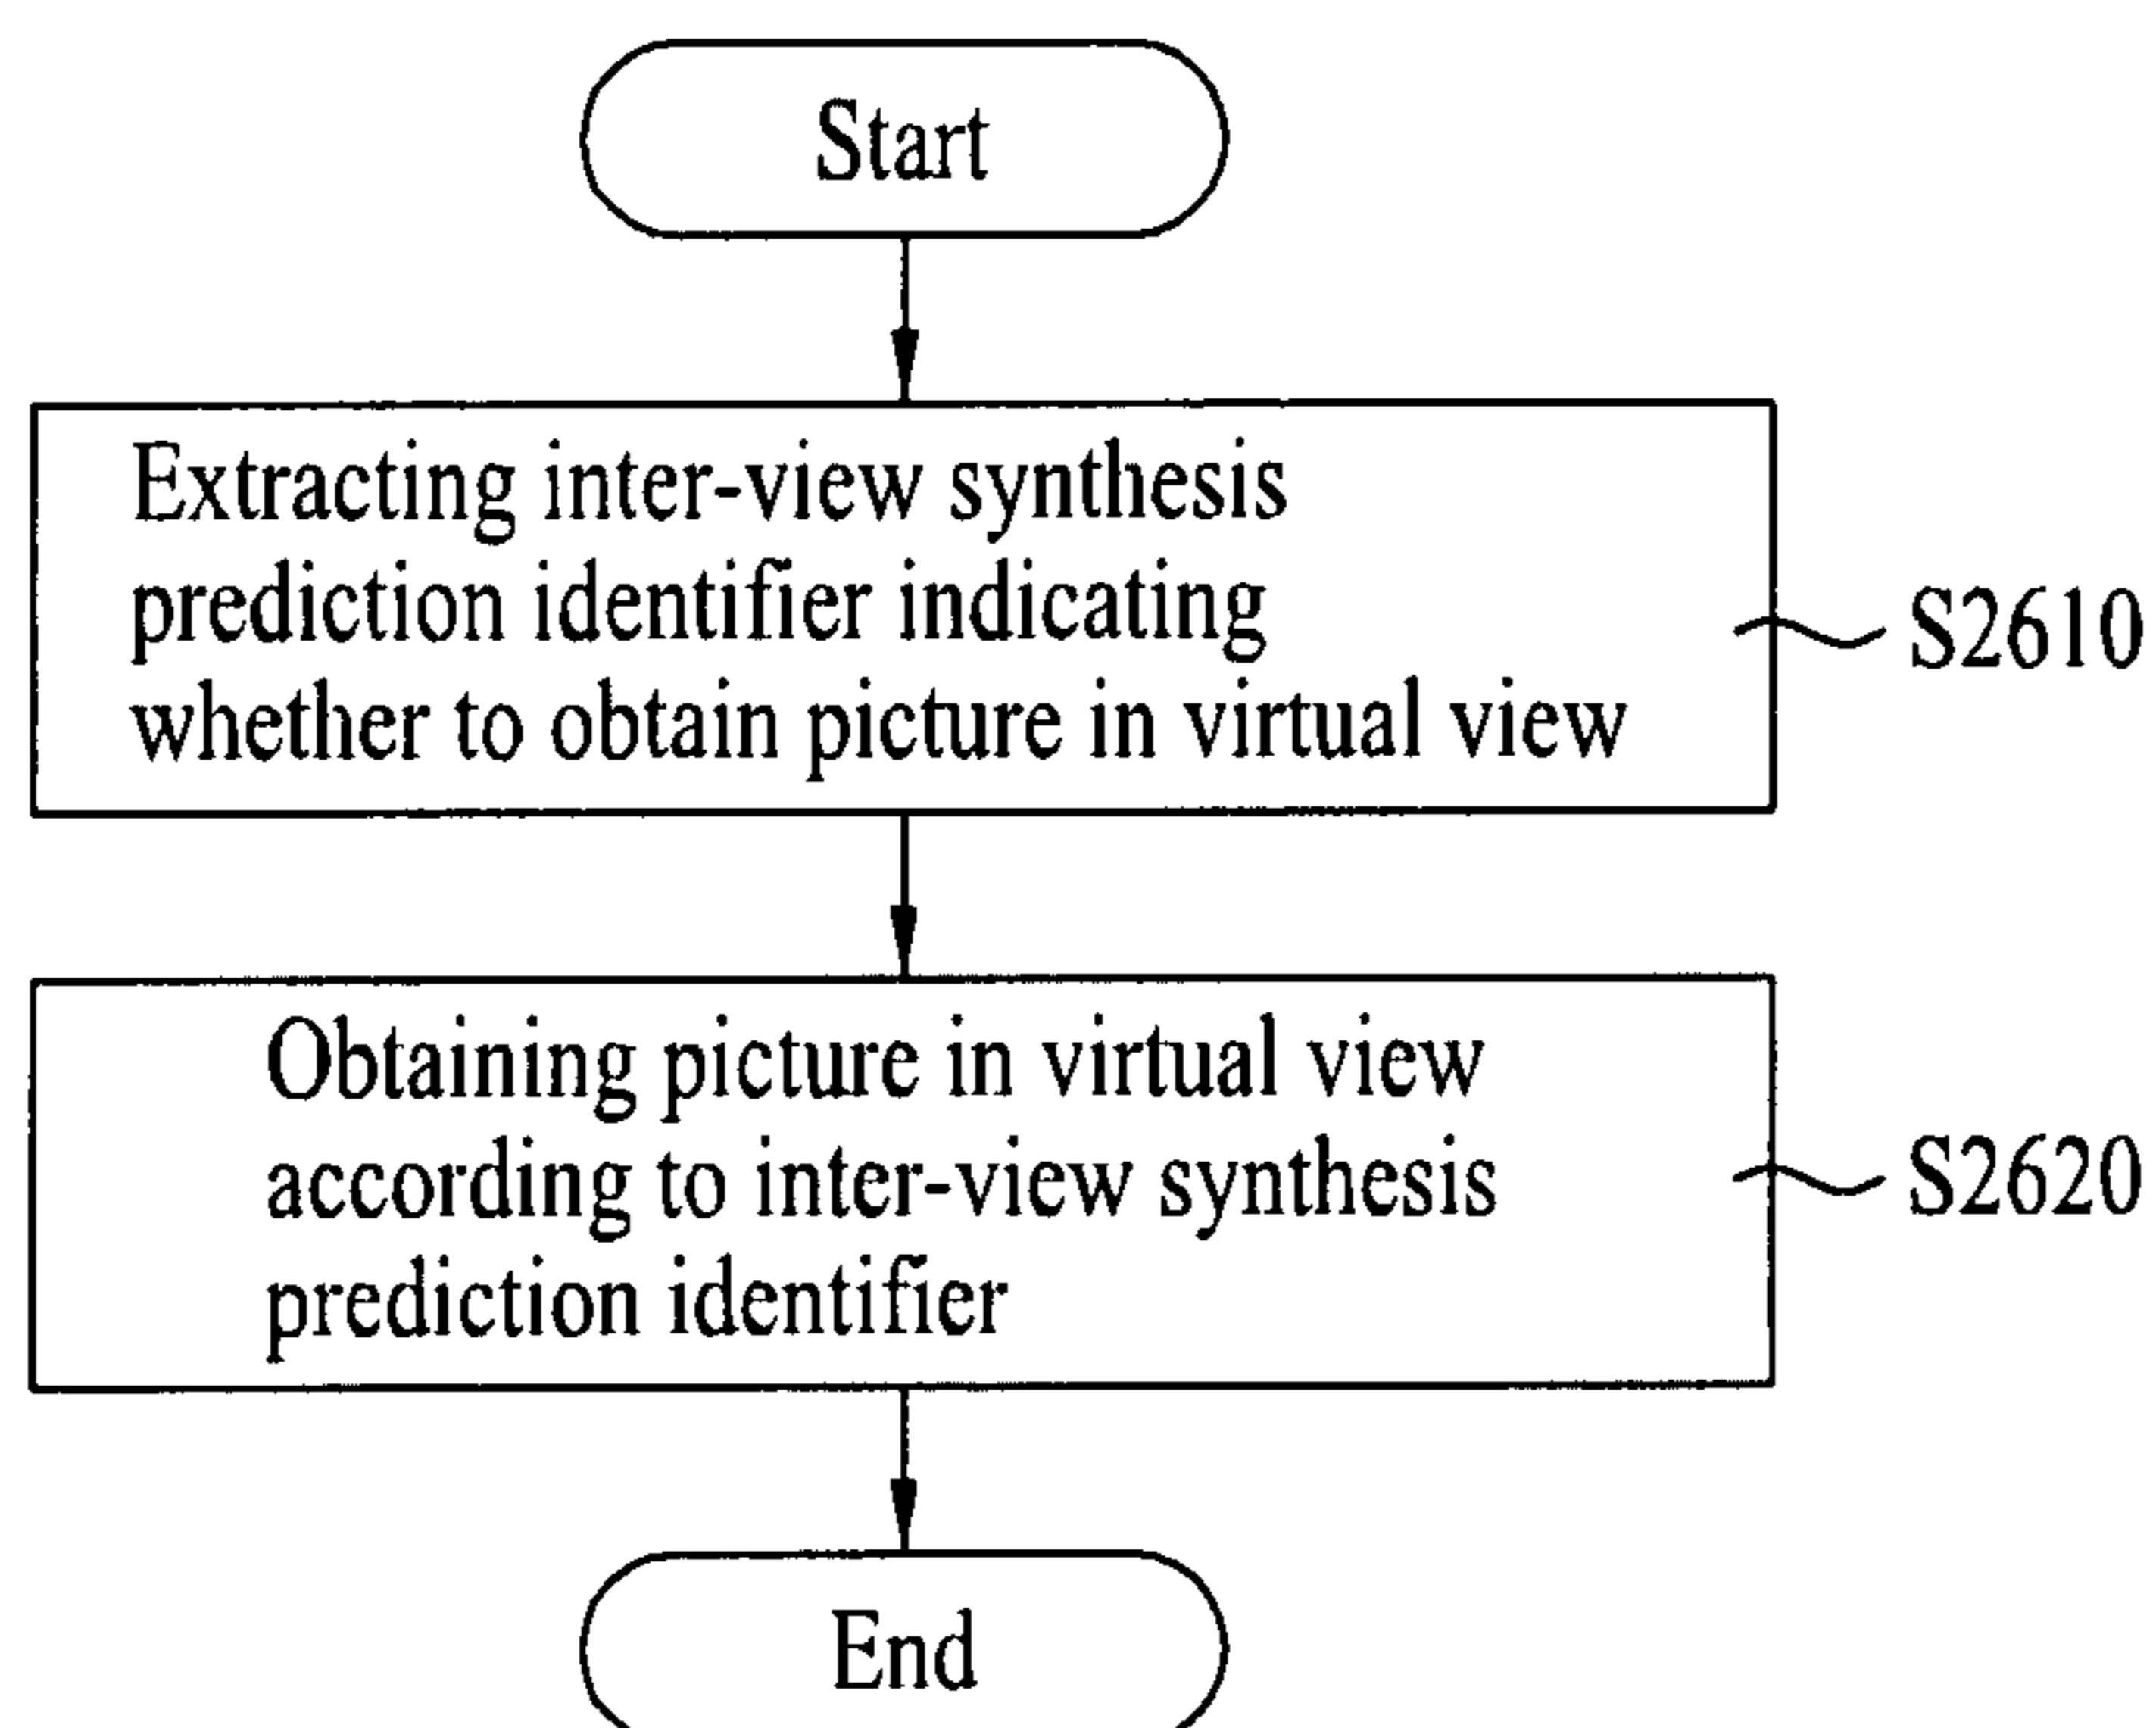 Start
Extracting inter-view synthesis
prediction identifier indicating
whether to obtain picture in virtual view
S2610
Obtaining picture in virtual view
according to inter-view synthesis
prediction identifier
S2620
End